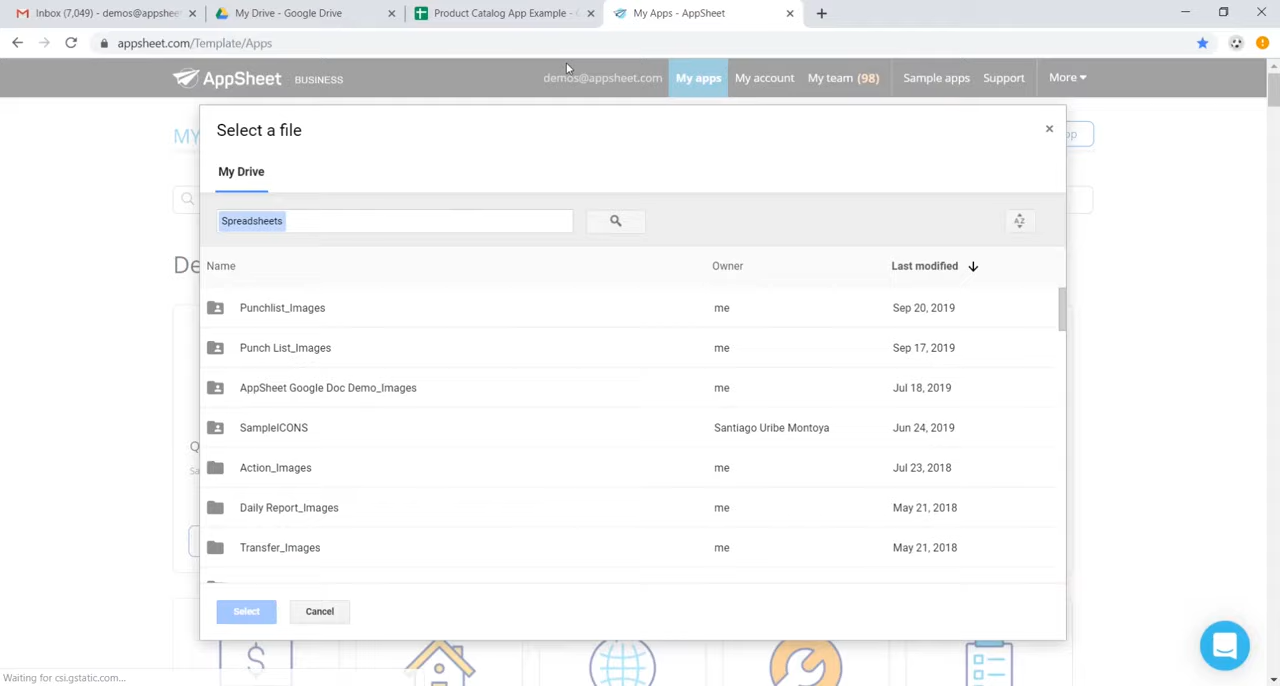 Inbox (7,049) - demos@appsheet
My Drive - Google Drive
Product Catalog App Example -
My Apps - AppSheet
appsheet.com/Template/Apps
AppSheet BUSINESS
demos@appsheet.com
My apps
My account
My team (98)
Sample apps
Support
More
MY
Select a file
My Drive
Spreadsheets
AZ
De
Name Owner Last modified
Punchlist_Images me Sep 20, 2019
Punch List_Images me Sep 17, 2019
AppSheet Google Doc Demo_Images me Jul 18, 2019
SampleICONS Santiago Uribe Montoya Jun 24, 2019
Action_Images me Jul 23, 2018
Daily Report_Images me May 21, 2018
Transfer_Images me May 21, 2018
Select Cancel
Waiting for csi.gstatic.com...